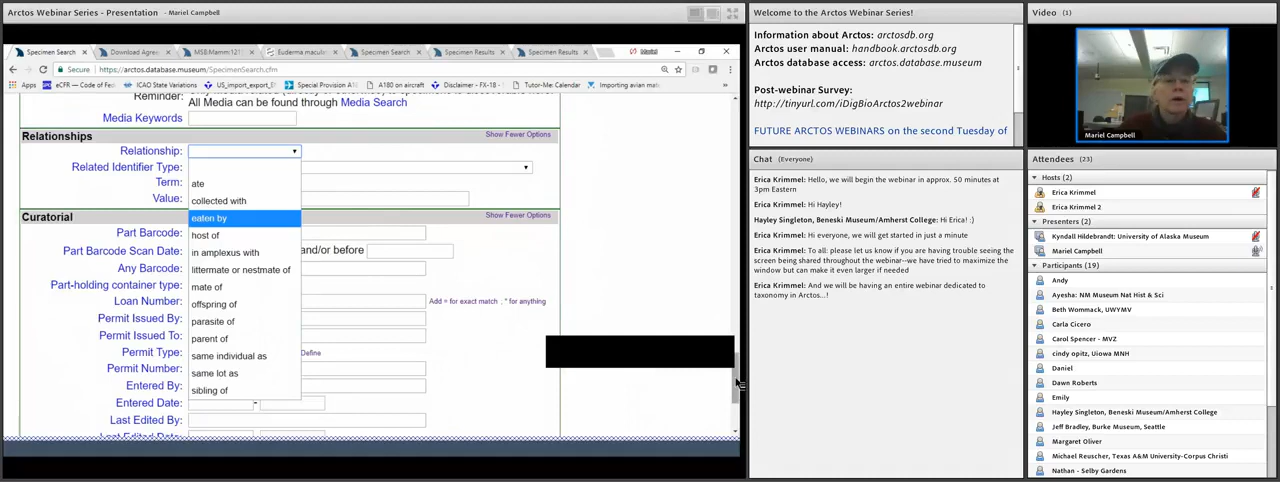 Arctos Webinar Series - Presentation - Mariel Campbell
Specimen Search
Download Agre
MSB:Mamm:121
Euderma macula
Specimen Search
Specimen Results
Specimen Results
Mariel
Secure
https://arctos.database.museum/SpecimenSearch.cfm
Apps
eCFR — Code of Fed
ICAO State Variations
US_import_export_D
Special Provision A1
A180 on aircraft
Disclaimer - FX-18 -
Tutor-Me: Calendar
Importing avian mat
Reminder:
All Media can be found through Media Search
Media Keywords
Relationships
Show Fewer Options
Relationship:
Related Identifier Type:
Term:
Value:
ate
collected with
eaten by
host of
in amplexus with
littermate or nestmate of
mate of
offspring of
parasite of
parent of
same individual as
same lot as
sibling of
Curatorial
Show Fewer Options
Part Barcode:
Part Barcode Scan Date:
and/or before
Any Barcode:
Part-holding container type:
Loan Number:
Add = for exact match ; * for anything
Permit Issued By:
Permit Issued To:
Permit Type:
Define
Permit Number:
Entered By:
Entered Date:
-
Last Edited By:
Last Edited Date:
Welcome to the Arctos Webinar Series!
Information about Arctos: arctosdb.org
Arctos user manual: handbook.arctosdb.org
Arctos database access: arctos.database.museum
Post-webinar Survey:
http://tinyurl.com/iDigBioArctos2webinar
FUTURE ARCTOS WEBINARS on the second Tuesday of
Chat (Everyone)
Erica Krimmel: Hello, we will begin the webinar in approx. 50 minutes at
3pm Eastern
Erica Krimmel: Hi Hayley!
Hayley Singleton, Beneski Museum/Amherst College: Hi Erica! :)
Erica Krimmel: Hi everyone, we will get started in just a minute
Erica Krimmel: To all: please let us know if you are having trouble seeing the
screen being shared throughout the webinar--we have tried to maximize the
window but can make it even larger if needed
Erica Krimmel: And we will be having an entire webinar dedicated to
taxonomy in Arctos...!
Video (1)
Mariel Campbell
Attendees (23)
Hosts (2)
Erica Krimmel
Erica Krimmel 2
Presenters (2)
Kyndall Hildebrandt: University of Alaska Museum
Mariel Campbell
Participants (19)
Andy
Ayesha: NM Museum Nat Hist & Sci
Beth Wommack, UWYMV
Carla Cicero
Carol Spencer - MVZ
cindy opitz, Uiowa MNH
Daniel
Dawn Roberts
Emily
Hayley Singleton, Beneski Museum/Amherst College
Jeff Bradley, Burke Museum, Seattle
Margaret Oliver
Michael Reuscher, Texas A&M University-Corpus Christi
Nathan - Selby Gardens